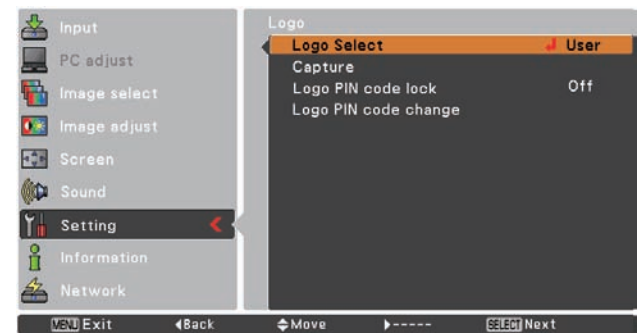 Input
PC adjust
Image select
Image adjust
Screen
Sound
Setting
Information
Network
Logo
Logo Select User
Capture
Logo PIN code lock Off
Logo PIN code change
MENU Exit Back Move ----- SELECT Next